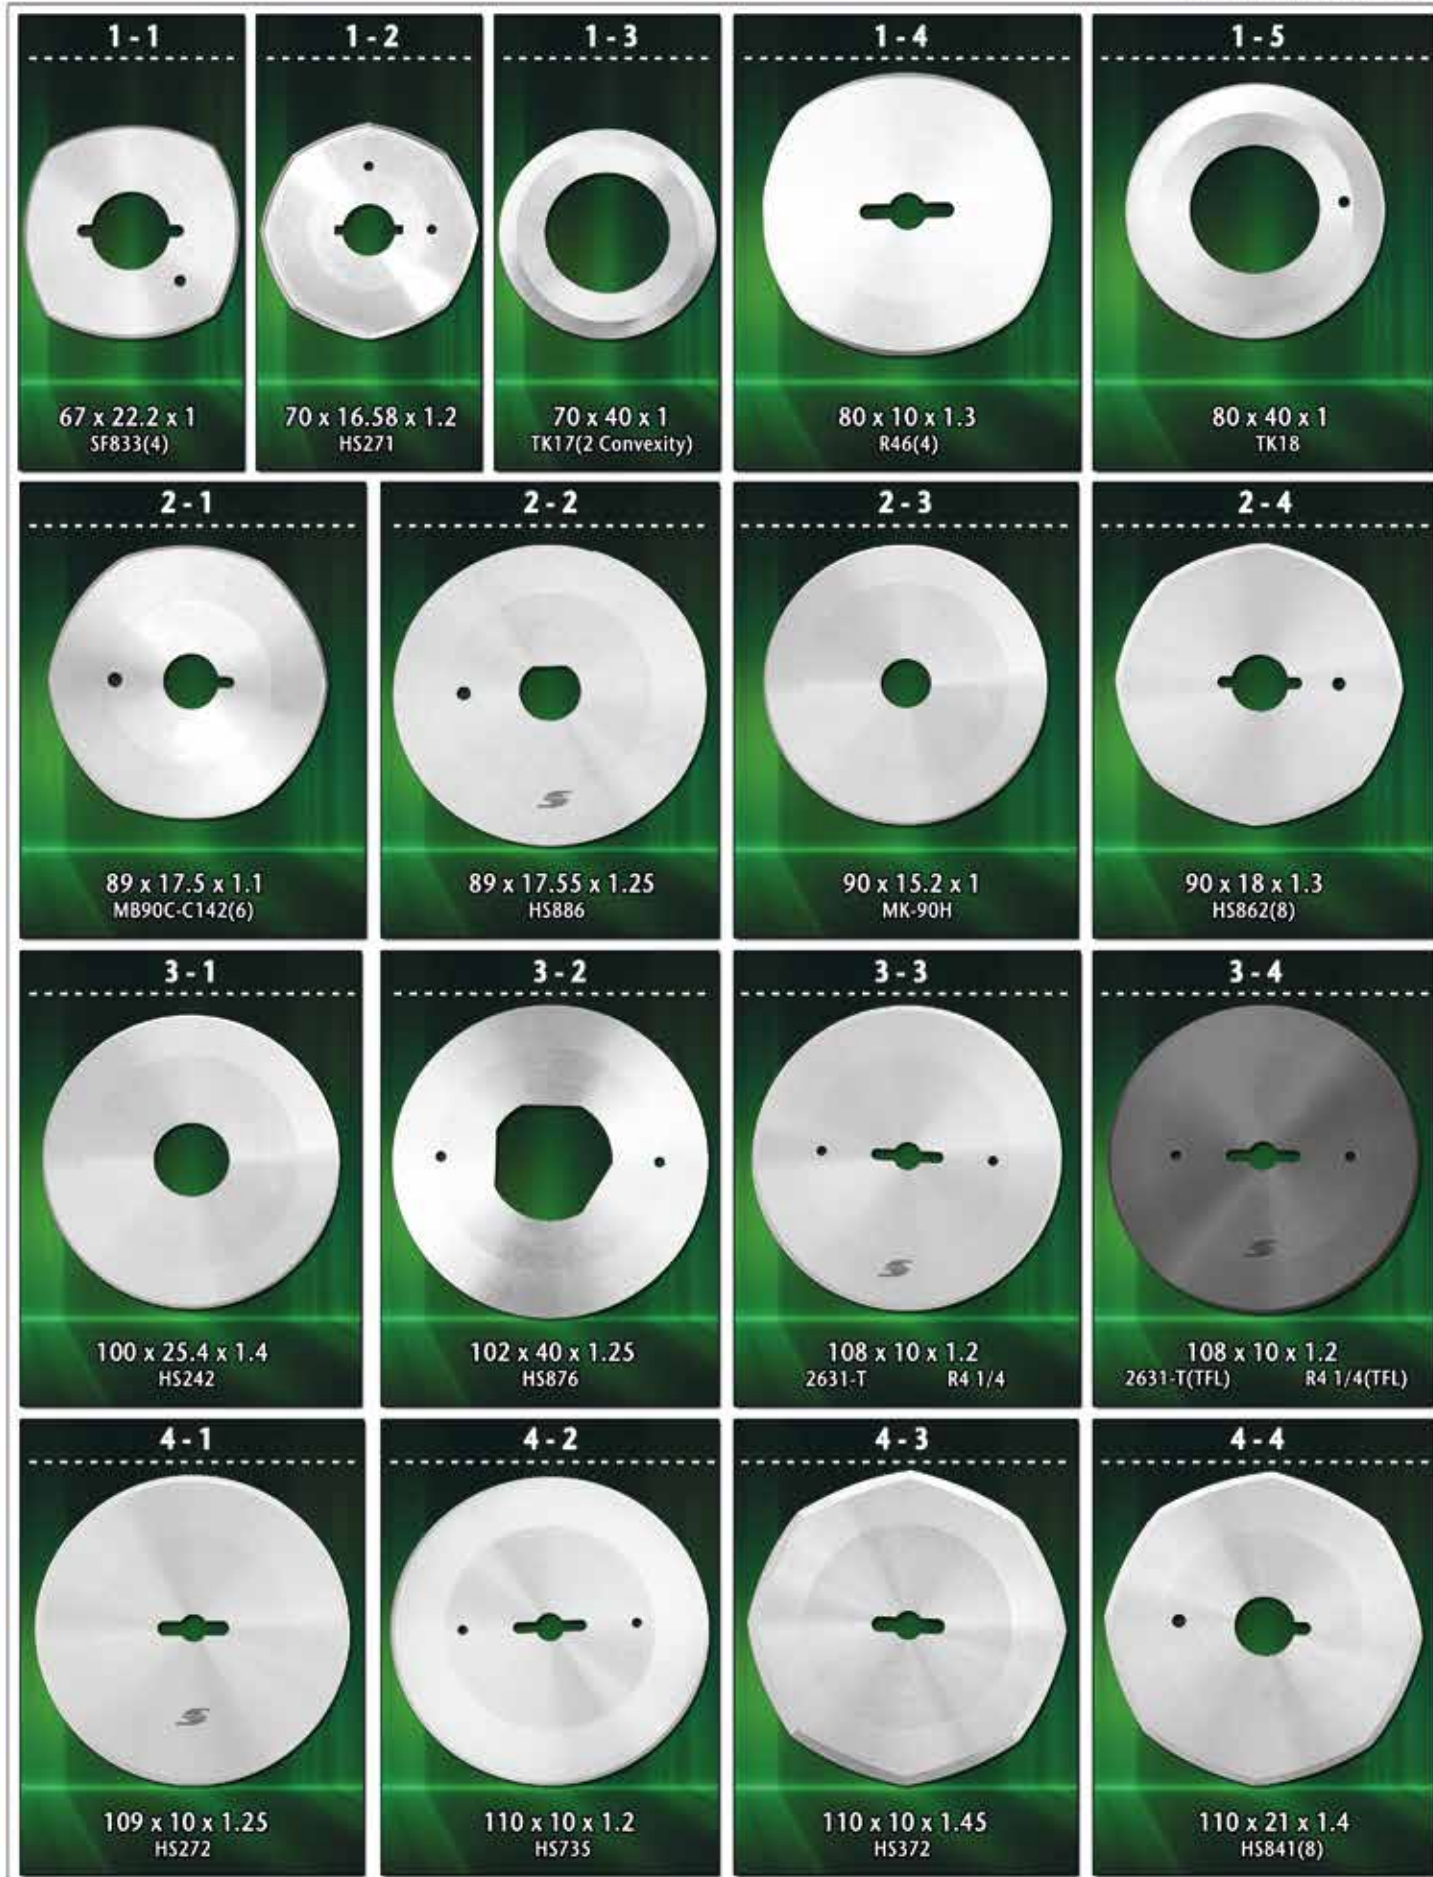 1 - 1
67 x 22.2 x 1
SF833(4)
1 - 2
70 x 16.58 x 1.2
HS271
1 - 3
70 x 40 x 1
TK17(2 Convexity)
1 - 4
80 x 10 x 1.3
R46(4)
1 - 5
80 x 40 x 1
TK18
2 - 1
89 x 17.5 x 1.1
MB90C-C142(6)
2 - 2
89 x 17.55 x 1.25
HS886
2 - 3
90 x 15.2 x 1
MK-90H
2 - 4
90 x 18 x 1.3
HS862(8)
3 - 1
100 x 25.4 x 1.4
HS242
3 - 2
102 x 40 x 1.25
HS876
3 - 3
108 x 10 x 1.2
2631-T R4 1/4
3 - 4
108 x 10 x 1.2
2631-T(TFL) R4 1/4(TFL)
4 - 1
109 x 10 x 1.25
HS272
4 - 2
110 x 10 x 1.2
HS735
4 - 3
110 x 10 x 1.45
HS372
4 - 4
110 x 21 x 1.4
HS841(8)